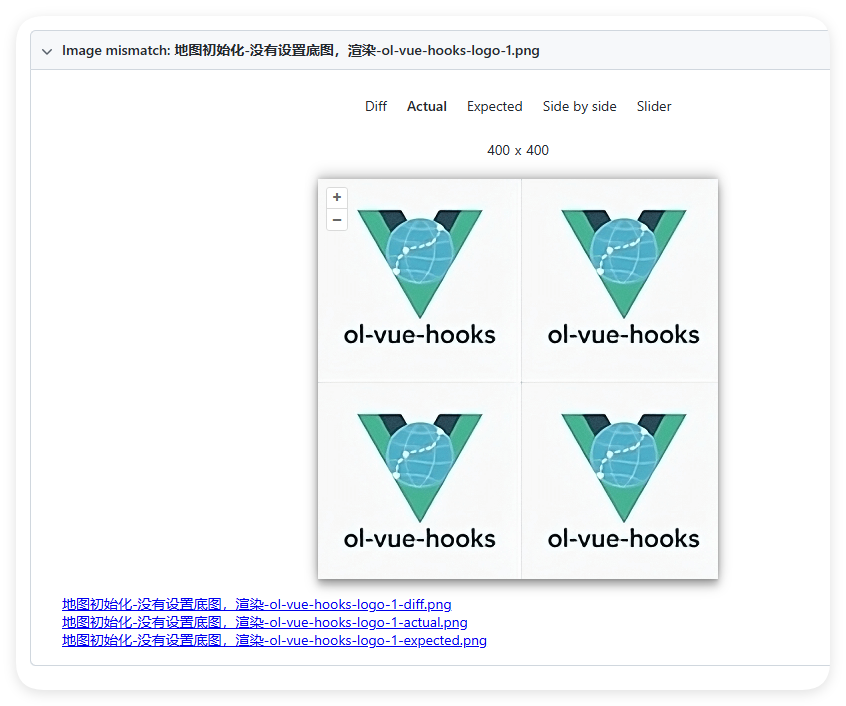 Image mismatch: 地图初始化-没有设置底图，渲染-ol-vue-hooks-logo-1.png
Diff Actual Expected Side by side Slider
400 x 400
+
−
ol-vue-hooks ol-vue-hooks
ol-vue-hooks ol-vue-hooks
地图初始化-没有设置底图，渲染-ol-vue-hooks-logo-1-diff.png
地图初始化-没有设置底图，渲染-ol-vue-hooks-logo-1-actual.png
地图初始化-没有设置底图，渲染-ol-vue-hooks-logo-1-expected.png